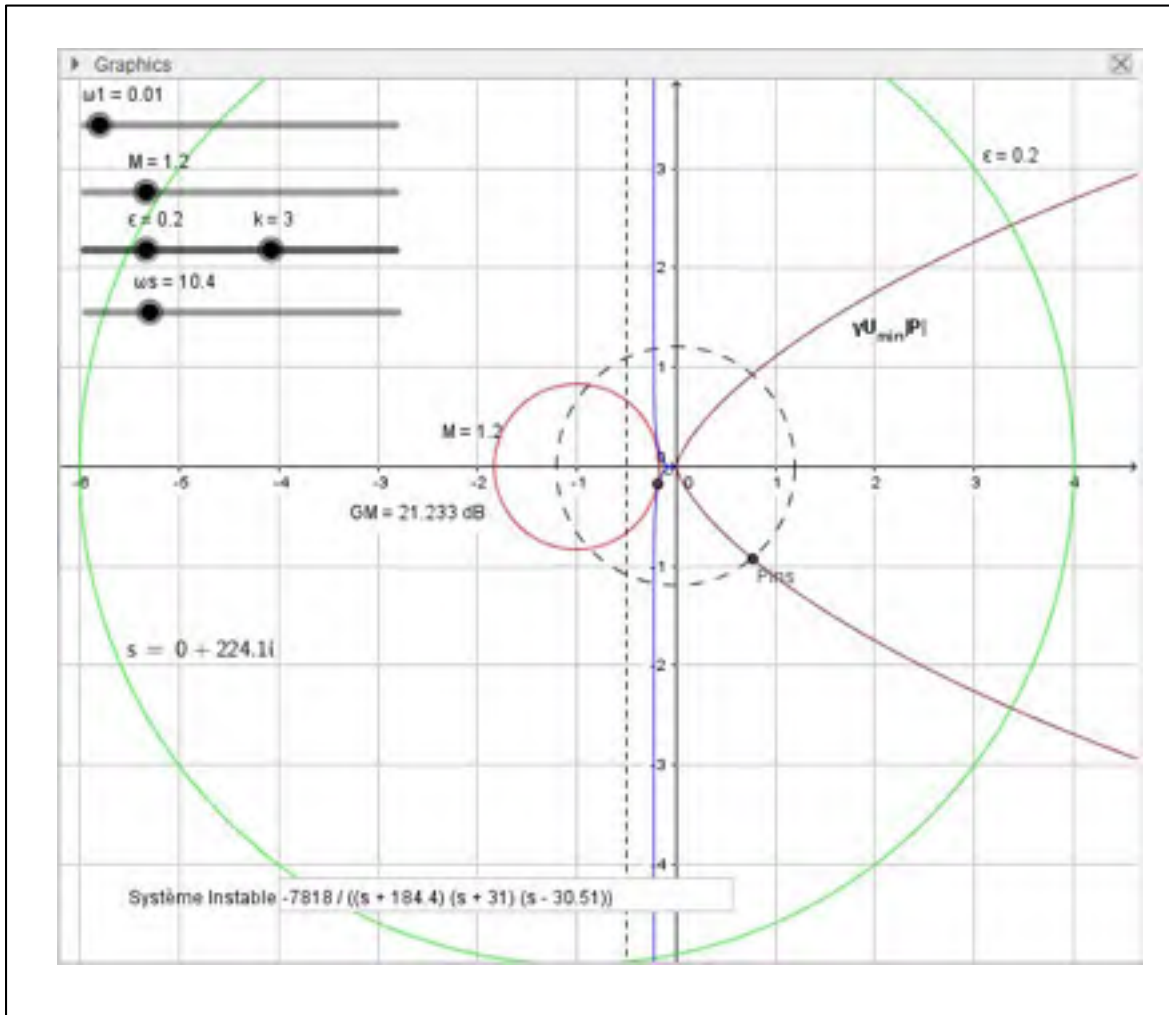 Graphics
ω1 = 0.01
M = 1.2
ϵ = 0.2 k = 3
ωs = 10.4
ε = 0.2
3
2
γU_min|P|
1
M = 1.2
-6 -5 -4 -3 -2 -1 0 1 2 3 4
GM = 21.233 dB
-1
Pins
s = 0 + 224.1i
-2
-3
-4
Système Instable -7818 / ((s + 184.4) (s + 31) (s - 30.51))